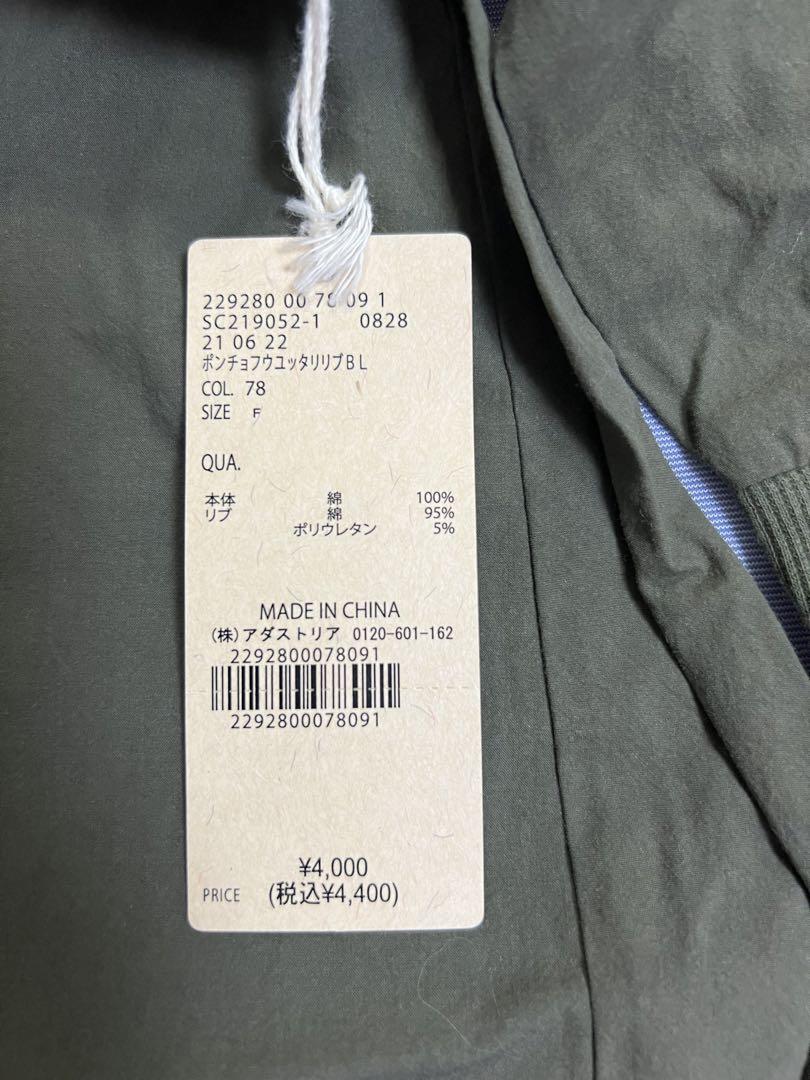 229280 00 78 09 1
SC219052-1 0828
21 06 22
ポンチョフウユッタリリブBL
COL. 78
SIZE F
QUA.
本体 綿 100%
リブ 綿 95%
ポリウレタン 5%
MADE IN CHINA
(株)アダストリア 0120-601-162
2292800078091
2292800078091
¥4,000
PRICE (税込¥4,400)